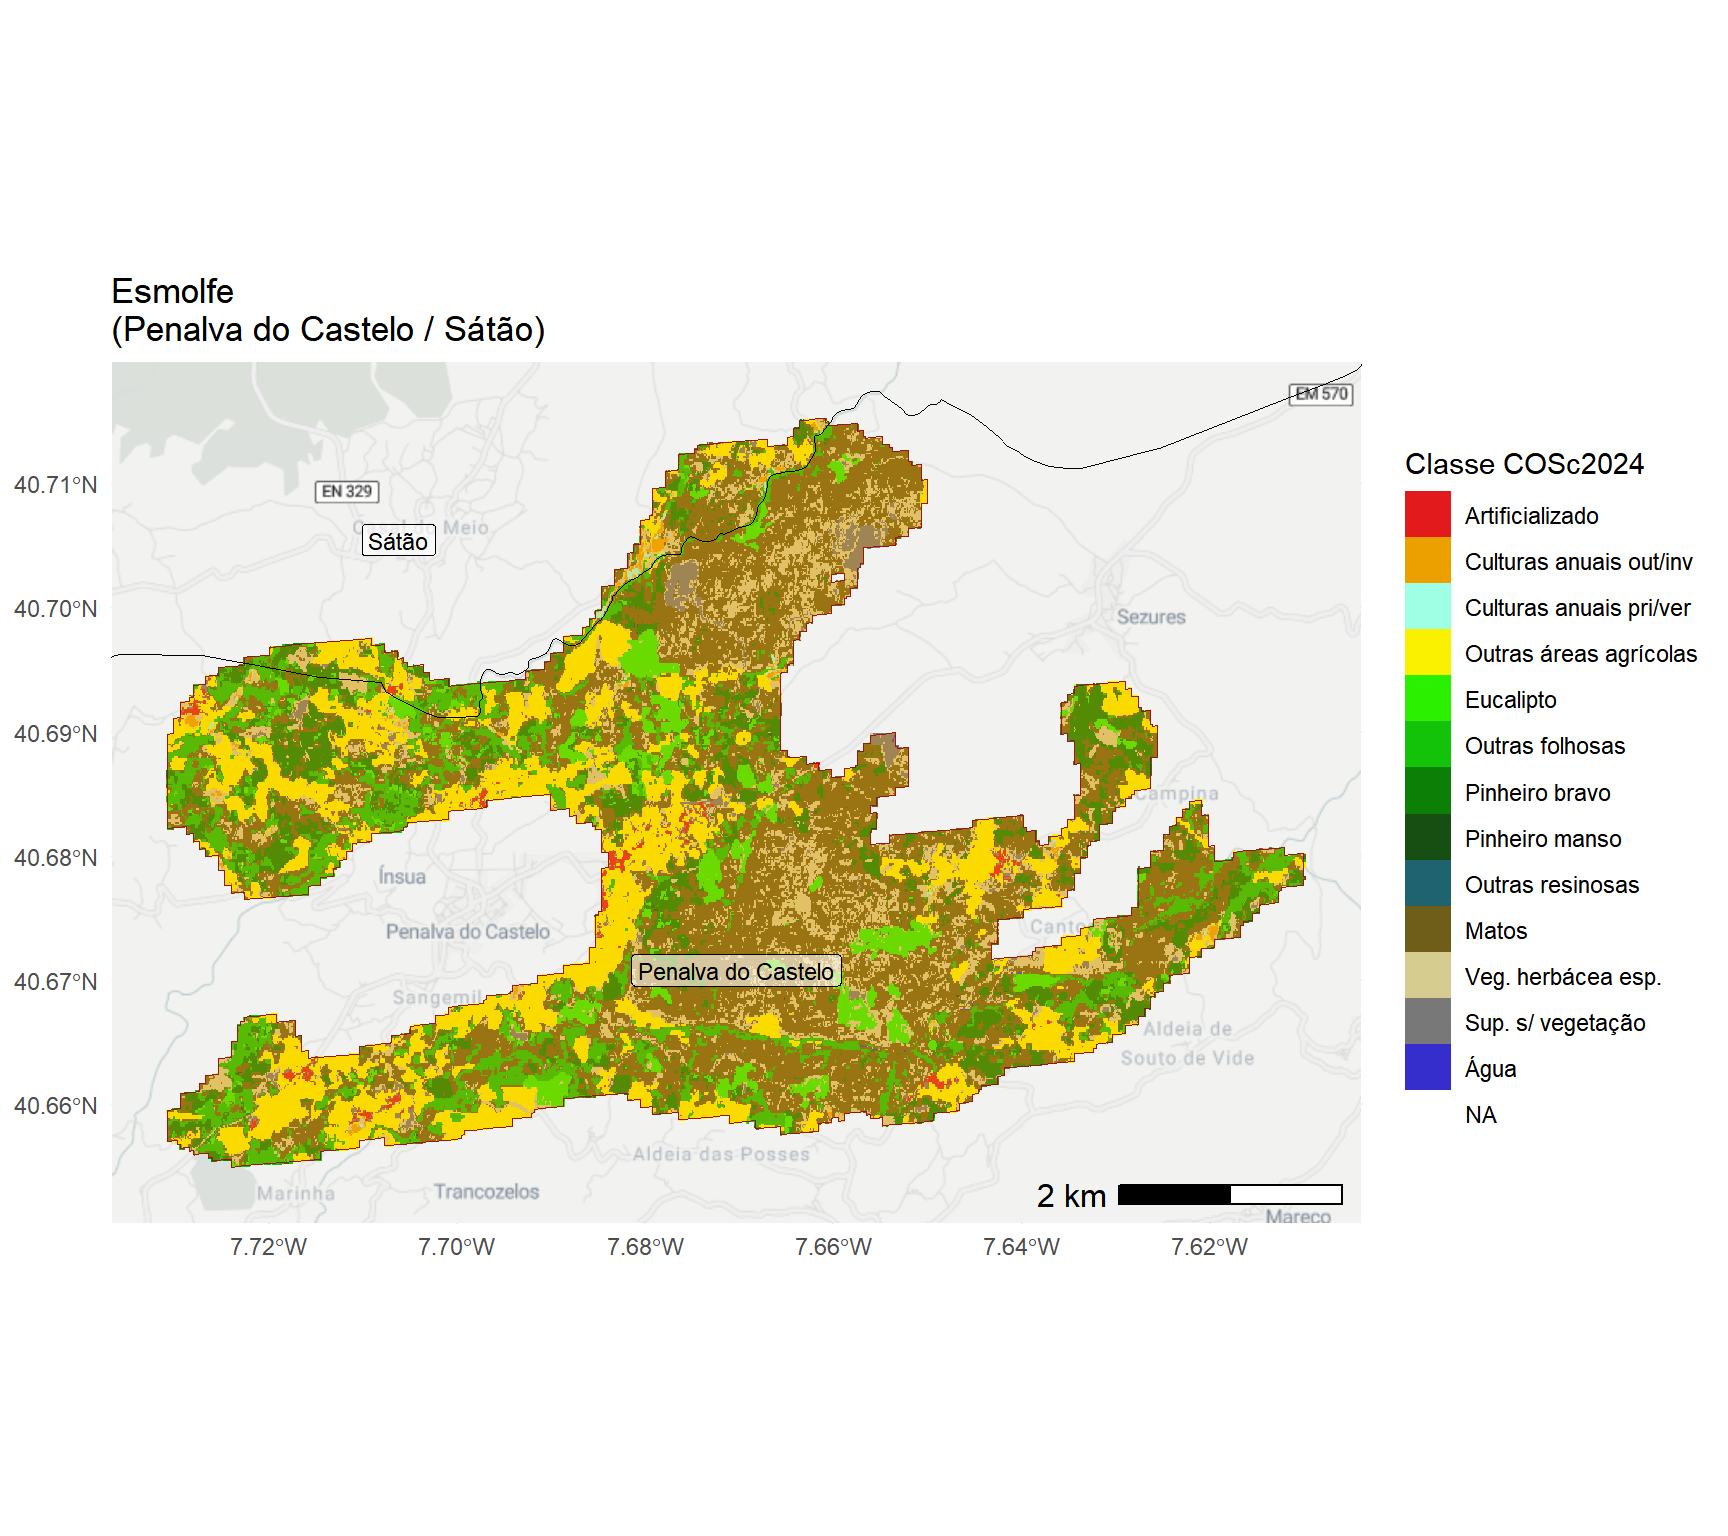 Esmolfe
(Penalva do Castelo / Sátão)
EM 570
EN 329
Sátão
Sezures
Campina
Ínsua
Penalva do Castelo
Penalva do Castelo
Sangemil
Aldeia de
Souto de Vide
Aldeia das Posses
Marinha
Trancozelos
Mareco
2 km
40.71°N
40.70°N
40.69°N
40.68°N
40.67°N
40.66°N
7.72°W
7.70°W
7.68°W
7.66°W
7.64°W
7.62°W
Classe COSc2024
Artificializado
Culturas anuais out/inv
Culturas anuais pri/ver
Outras áreas agrícolas
Eucalipto
Outras folhosas
Pinheiro bravo
Pinheiro manso
Outras resinosas
Matos
Veg. herbácea esp.
Sup. s/ vegetação
Água
NA